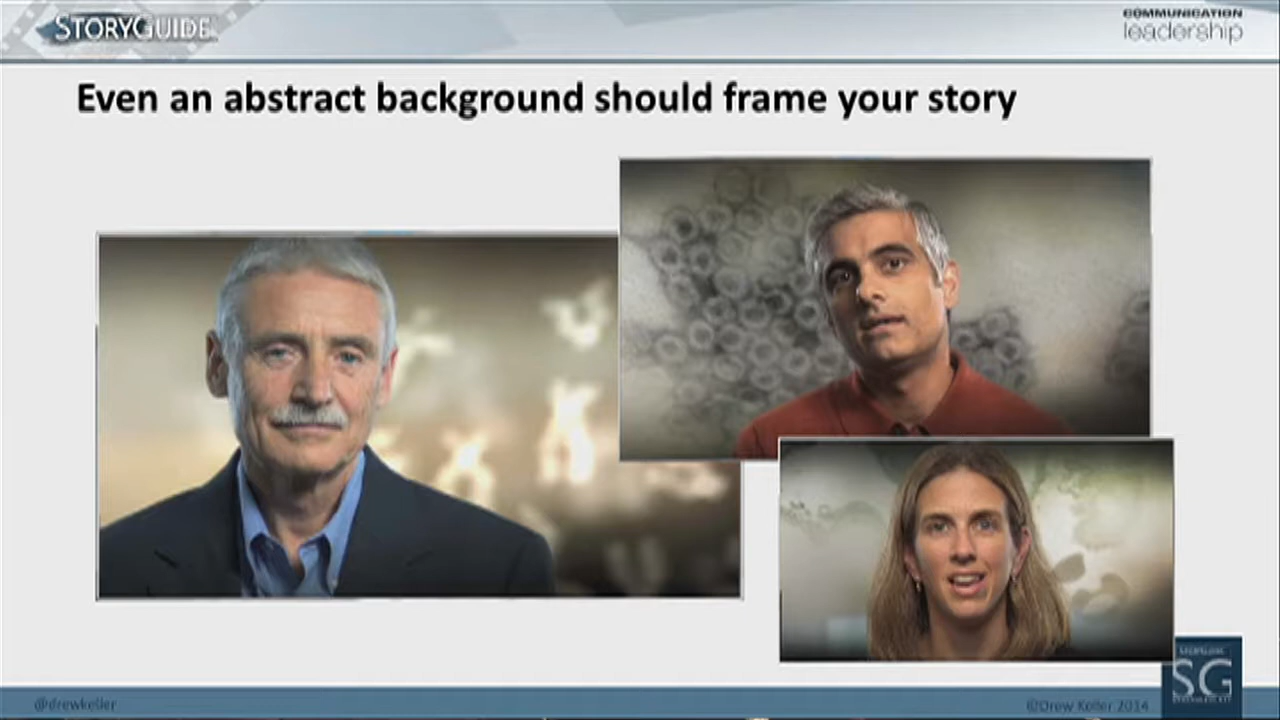 STORYGUIDE
COMMUNICATION
leadership
Even an abstract background should frame your story
SG
@drewkeller
©Drew Keller 2014